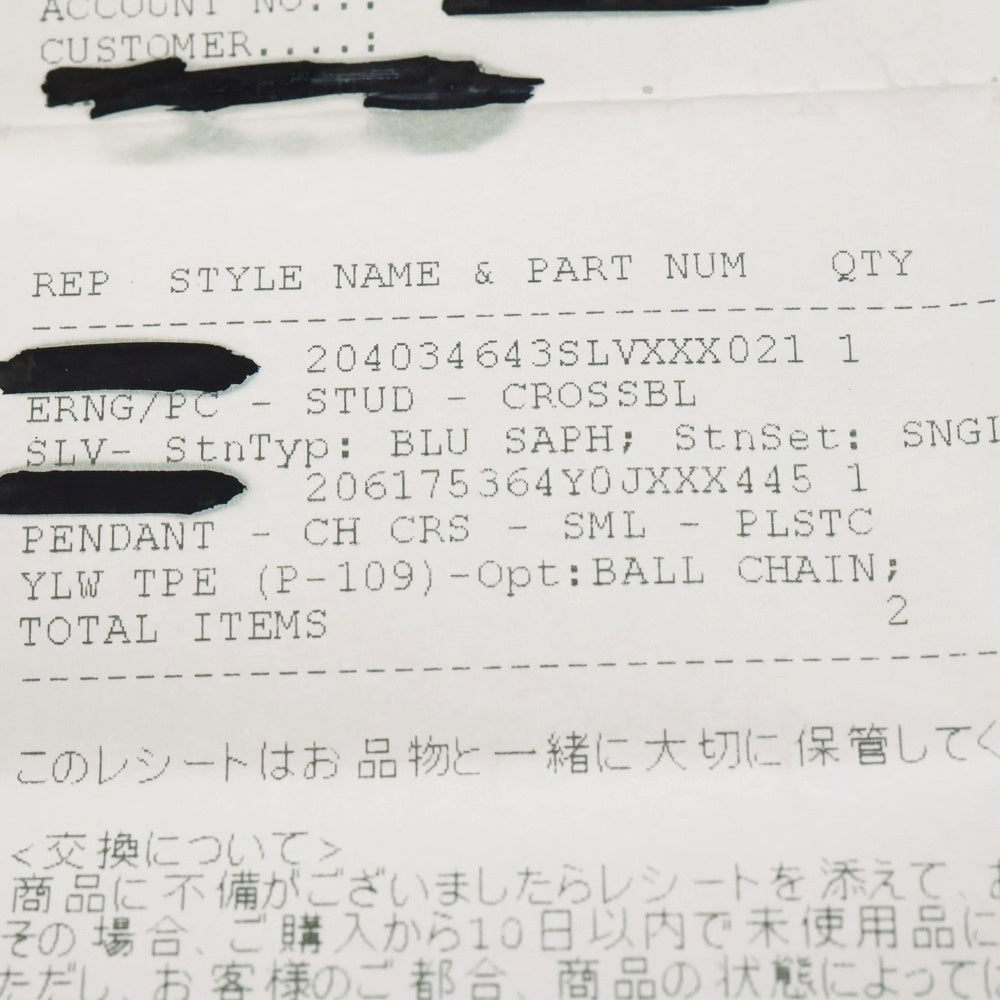 ACCOUNT NO...:
CUSTOMER....:
REP STYLE NAME & PART NUM QTY
204034643SLVXXX021 1
ERNG/PC - STUD - CROSSBL
SLV- StnTyp: BLU SAPH; StnSet: SNGL
206175364Y0JXXX445 1
PENDANT - CH CRS - SML - PLSTC
YLW TPE (P-109)-Opt:BALL CHAIN;
TOTAL ITEMS 2
このレシートはお品物と一緒に大切に保管してく
<交換について>
商品に不備がございましたらレシートを添えて、お
その場合、ご購入から10日以内で未使用品に
ただし、お客様のご都合、商品の状態によっては